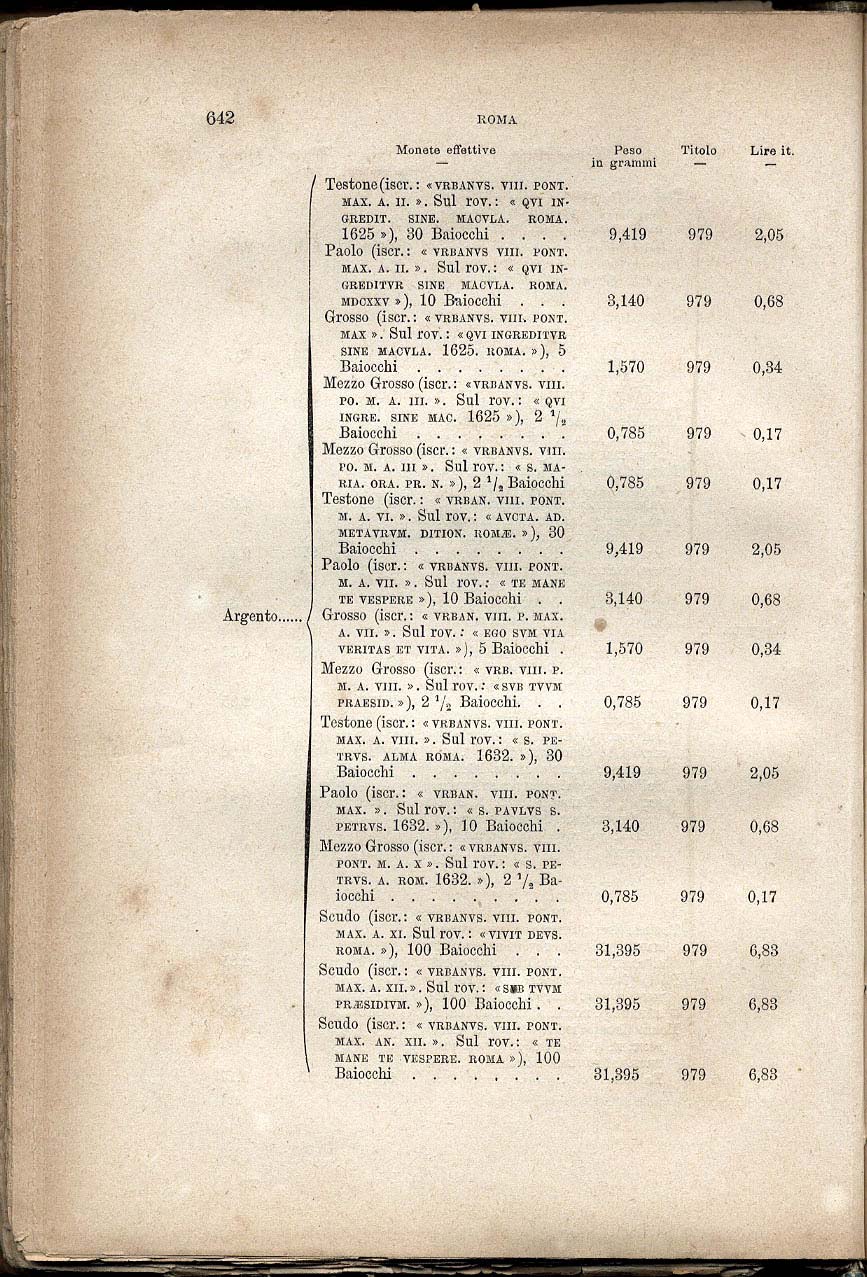 642
ROMA
Monete effettive
Peso
in grammi
Titolo
Lire it.
Argento......
Testone (iscr.: « VRBANVS. VIII. PONT.
MAX. A. II. ». Sul rov.: « QVI IN-
GREDIT. SINE. MACVLA. ROMA.
1625 »), 30 Baiocchi . . . . 9,419 979 2,05
Paolo (iscr.: « VRBANVS VIII. PONT.
MAX. A. II. ». Sul rov.: « QVI IN-
GREDITVR SINE MACVLA. ROMA.
MDCXXV »), 10 Baiocchi . . . 3,140 979 0,68
Grosso (iscr.: « VRBANVS. VIII. PONT.
MAX ». Sul rov.: « QVI INGREDITVR
SINE MACVLA. 1625. ROMA. »), 5
Baiocchi . . . . . . . . 1,570 979 0,34
Mezzo Grosso (iscr.: « VRBANVS. VIII.
PO. M. A. III. ». Sul rov.: « QVI
INGRE. SINE MAC. 1625 »), 2 1/2
Baiocchi . . . . . . . . 0,785 979 0,17
Mezzo Grosso (iscr.: « VRBANVS. VIII.
PO. M. A. III ». Sul rov.: « S. MA-
RIA. ORA. PR. N. »), 2 1/2 Baiocchi 0,785 979 0,17
Testone (iscr.: « VRBAN. VIII. PONT.
M. A. VI. ». Sul rov.: « AVCTA. AD.
METAVRVM. DITION. ROMÆ. »), 30
Baiocchi . . . . . . . . 9,419 979 2,05
Paolo (iscr.: « VRBANVS. VIII. PONT.
M. A. VII. ». Sul rov.: « TE MANE
TE VESPERE »), 10 Baiocchi . . 3,140 979 0,68
Grosso (iscr.: « VRBAN. VIII. P. MAX.
A. VII. ». Sul rov.: « EGO SVM VIA
VERITAS ET VITA. »), 5 Baiocchi . 1,570 979 0,34
Mezzo Grosso (iscr.: « VRB. VIII. P.
M. A. VIII. ». Sul rov.: « SVB TVVM
PRAESID. »), 2 1/2 Baiocchi. . . 0,785 979 0,17
Testone (iscr.: « VRBANVS. VIII. PONT.
MAX. A. VIII. ». Sul rov.: « S. PE-
TRVS. ALMA ROMA. 1632. »), 30
Baiocchi . . . . . . . . 9,419 979 2,05
Paolo (iscr.: « VRBAN. VIII. PONT.
MAX. ». Sul rov.: « S. PAVLVS S.
PETRVS. 1632. »), 10 Baiocchi . 3,140 979 0,68
Mezzo Grosso (iscr.: « VRBANVS. VIII.
PONT. M. A. X ». Sul rov.: « S. PE-
TRVS. A. ROM. 1632. »), 2 1/2 Ba-
iocchi . . . . . . . . . 0,785 979 0,17
Scudo (iscr.: « VRBANVS. VIII. PONT.
MAX. A. XI. Sul rov.: « VIVIT DEVS.
ROMA. »), 100 Baiocchi . . . 31,395 979 6,83
Scudo (iscr.: « VRBANVS. VIII. PONT.
MAX. A. XII. ». Sul rov.: « SVB TVVM
PRÆSIDIVM. »), 100 Baiocchi . . 31,395 979 6,83
Scudo (iscr.: « VRBANVS. VIII. PONT.
MAX. AN. XII. ». Sul rov.: « TE
MANE TE VESPERE. ROMA »), 100
Baiocchi . . . . . . . . 31,395 979 6,83